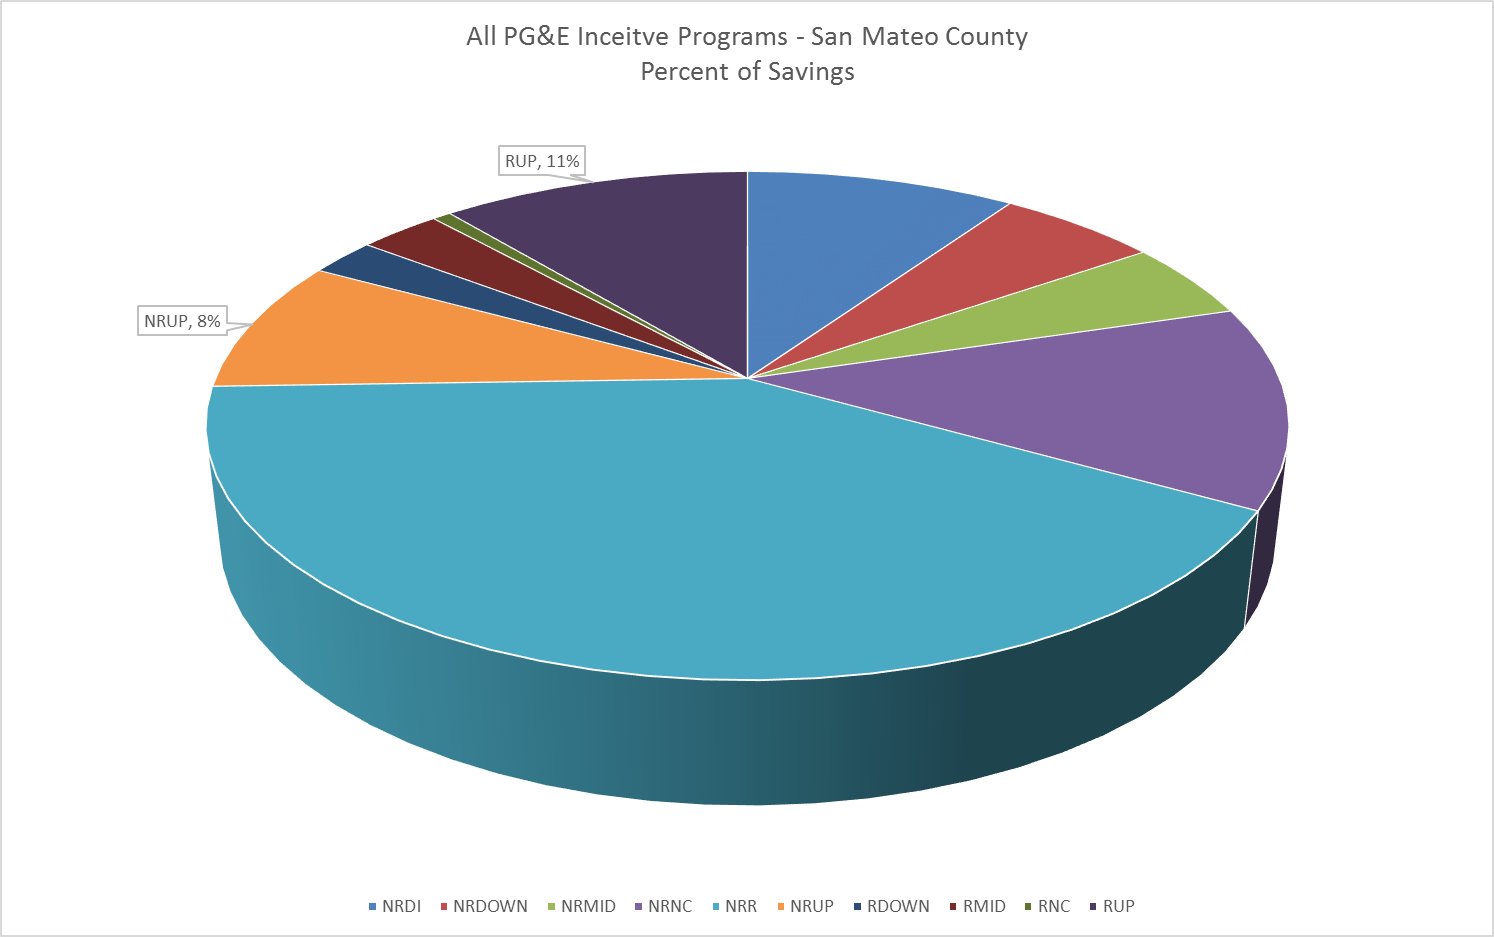 All PG&E Inceitve Programs - San Mateo County
Percent of Savings
RUP, 11%
NRUP, 8%
NRDI NRDOWN NRMID NRNC NRR NRUP RDOWN RMID RNC RUP